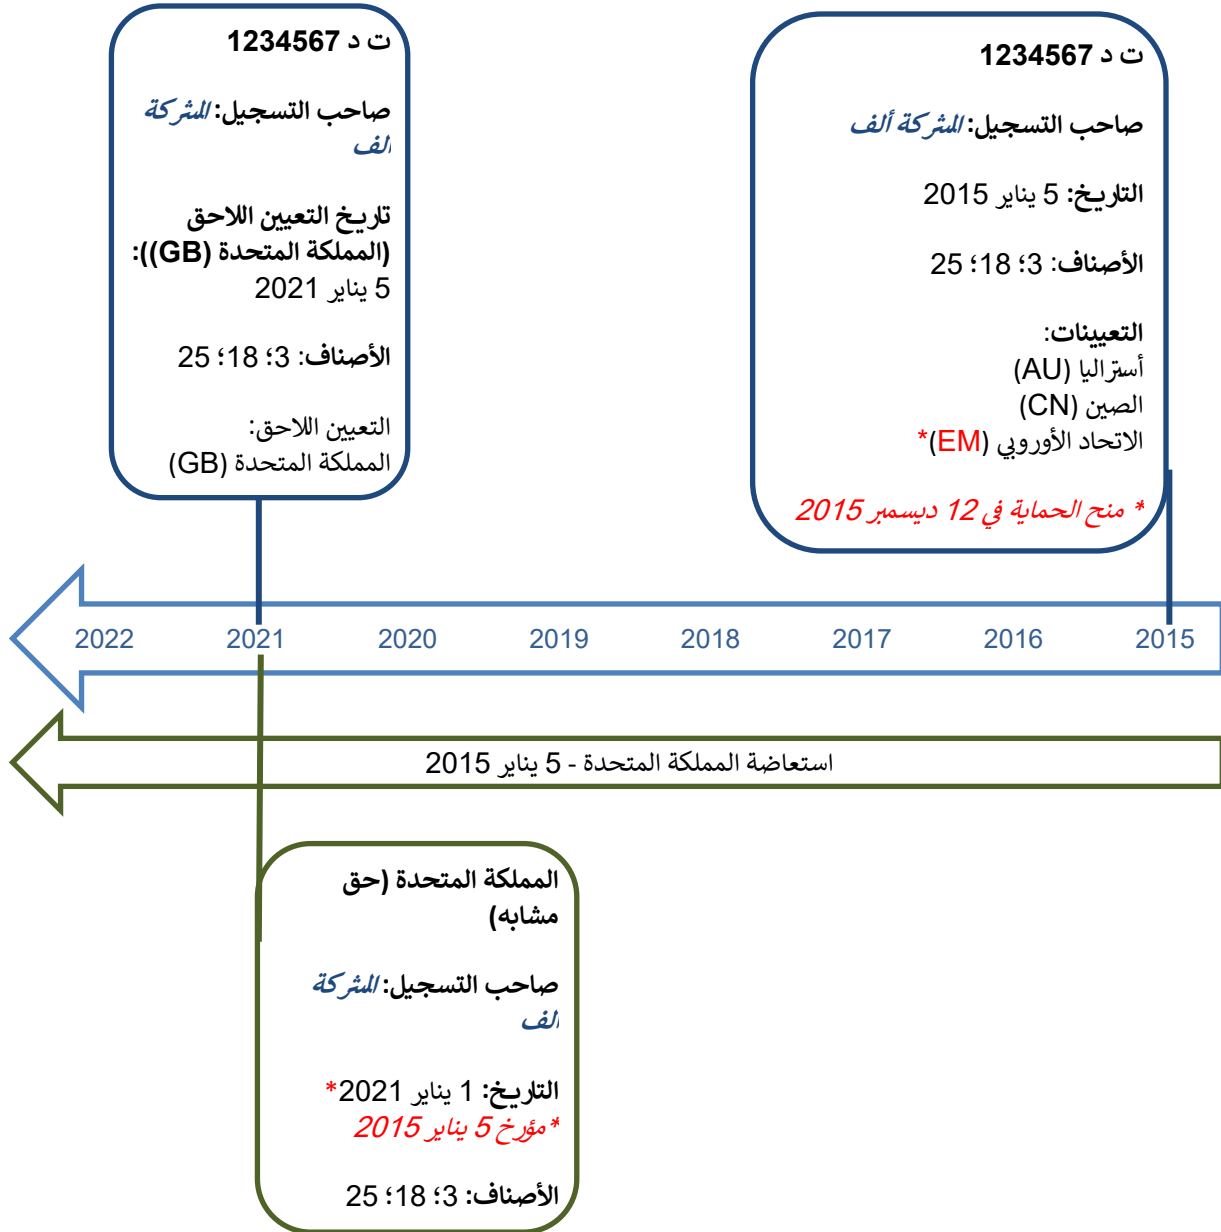 ت د 1234567
صاحب التسجيل: الشركة ألف
التاريخ: 5 يناير 2015
الأصناف: 3؛ 18؛ 25
التعيينات:
أستراليا (AU)
الصين (CN)
الاتحاد الأوروبي (EM)*
* منح الحماية في 12 ديسمبر 2015
ت د 1234567
صاحب التسجيل: الشركة
ألف
تاريخ التعيين اللاحق
(المملكة المتحدة (GB)):
5 يناير 2021
الأصناف: 3؛ 18؛ 25
التعيين اللاحق:
المملكة المتحدة (GB)
2015 2016 2017 2018 2019 2020 2021 2022
استعاضة المملكة المتحدة - 5 يناير 2015
المملكة المتحدة (حق
مشابه)
صاحب التسجيل: الشركة
ألف
التاريخ: 1 يناير 2021*
*مؤرخ 5 يناير 2015
الأصناف: 3؛ 18؛ 25